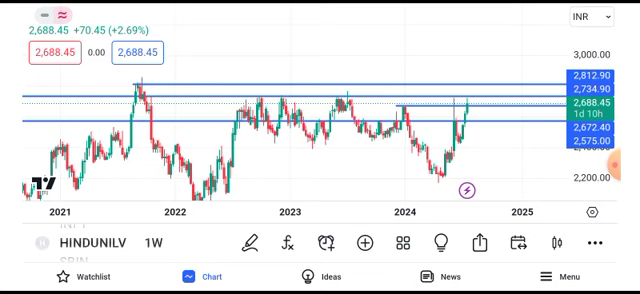 INR
2,688.45 +70.45 (+2.69%)
2,688.45 0.00 2,688.45
3,000.00
2,812.90
2,734.90
2,688.45
1d 10h
2,672.40
2,575.00
2,200.00
2021 2022 2023 2024 2025
HINDUNILV 1W
Watchlist Chart Ideas News Menu